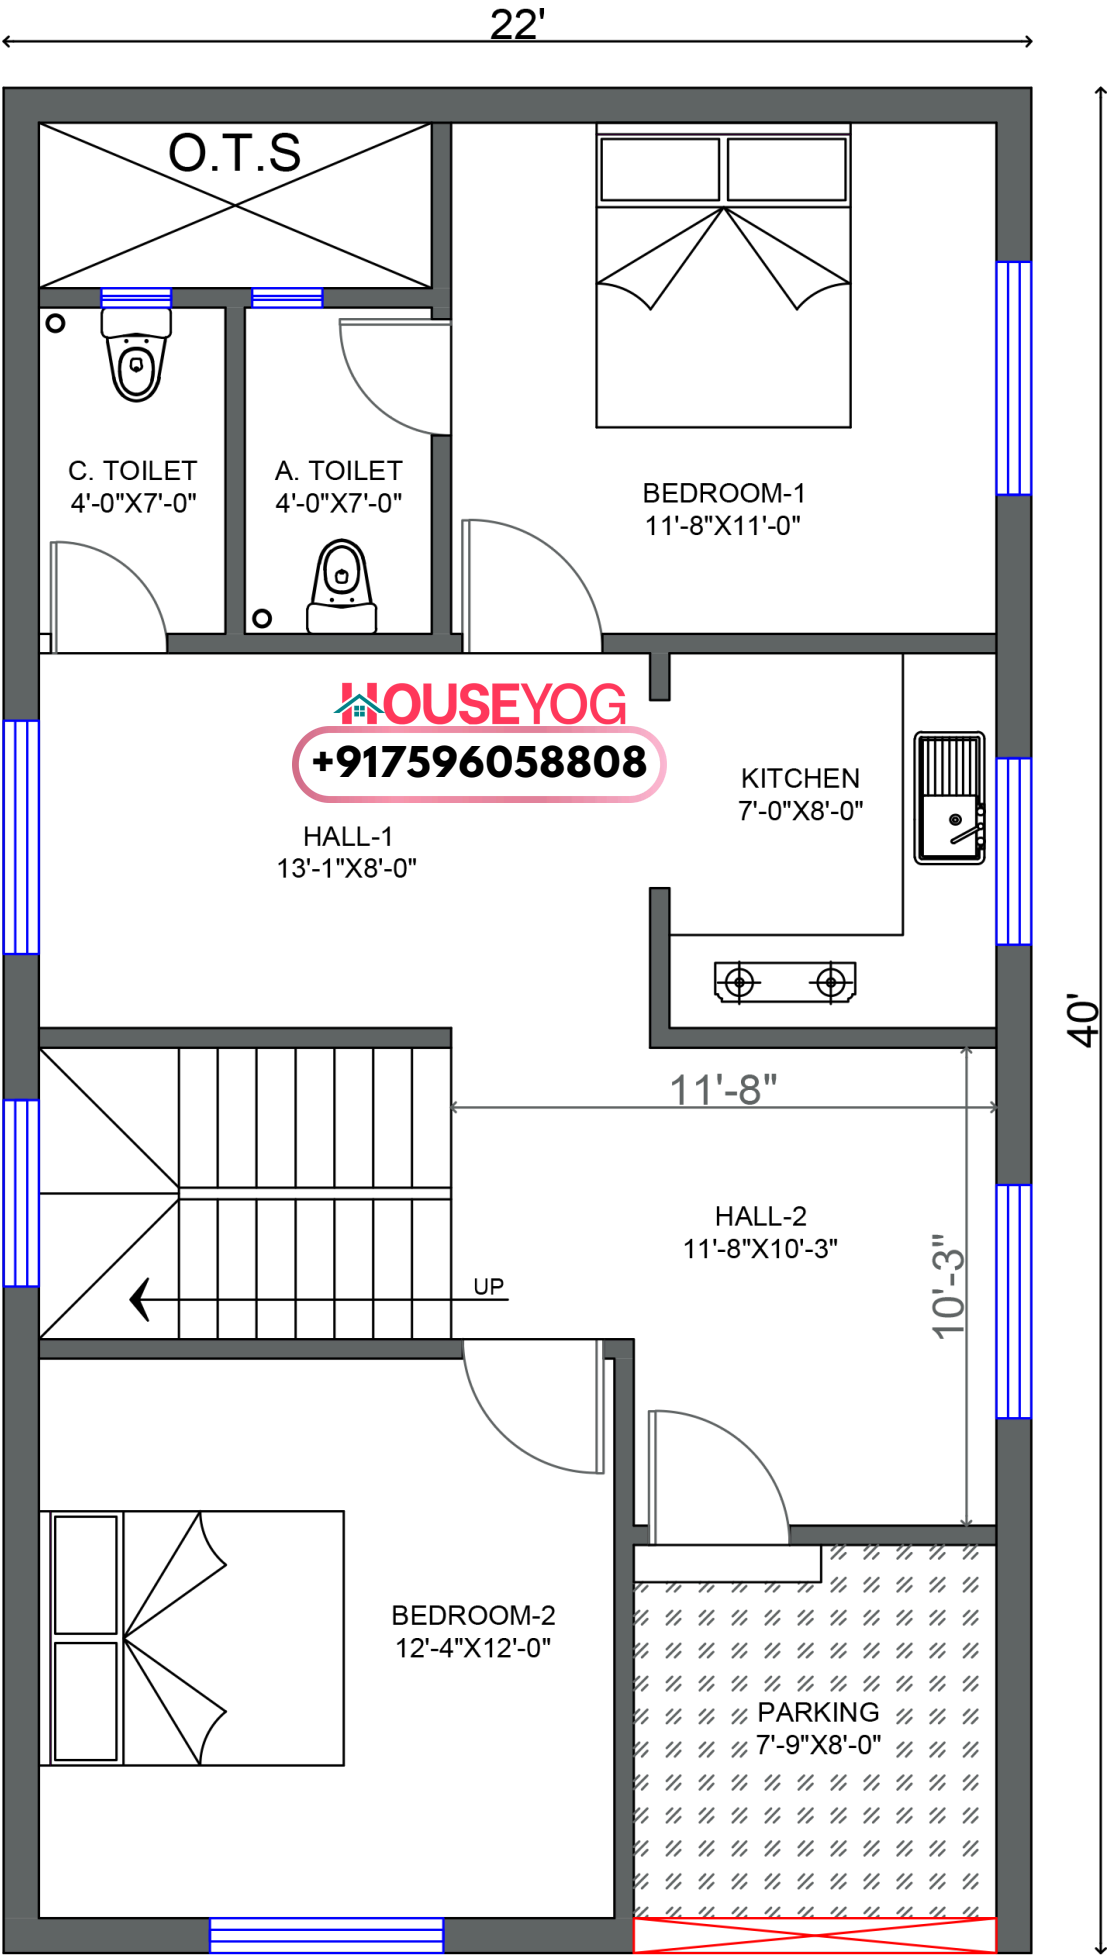 22'
O.T.S
C. TOILET
4'-0"X7'-0"
A. TOILET
4'-0"X7'-0"
BEDROOM-1
11'-8"X11'-0"
HOUSEYOG
+917596058808
KITCHEN
7'-0"X8'-0"
HALL-1
13'-1"X8'-0"
40'
11'-8"
HALL-2
11'-8"X10'-3"
10'-3"
UP
BEDROOM-2
12'-4"X12'-0"
PARKING
7'-9"X8'-0"